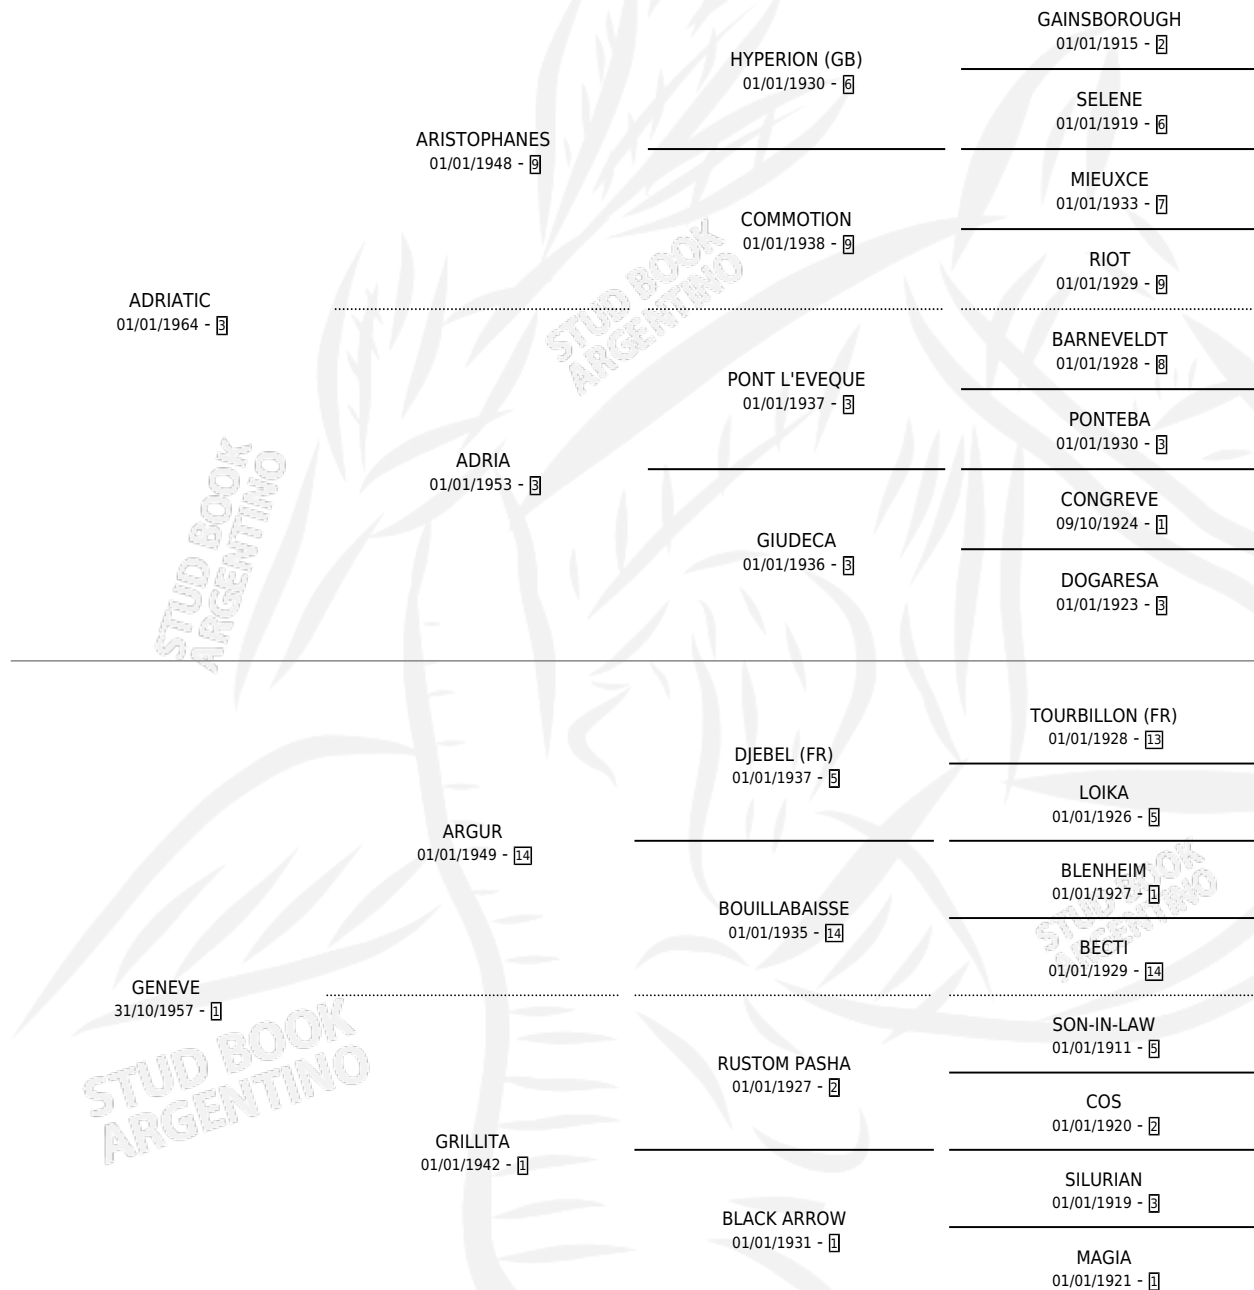 GAINSBOROUGH
01/01/1915 - 2
HYPERION (GB)
01/01/1930 - 6
SELENE
01/01/1919 - 6
ARISTOPHANES
01/01/1948 - 9
MIEUXCE
01/01/1933 - 7
COMMOTION
01/01/1938 - 9
RIOT
01/01/1929 - 9
ADRIATIC
01/01/1964 - 3
STUD BOOK
ARGENTINO
BARNEVELDT
01/01/1928 - 8
PONT L'EVEQUE
01/01/1937 - 3
PONTEBA
01/01/1930 - 3
ADRIA
01/01/1953 - 3
CONGREVE
09/10/1924 - 1
GIUDECA
01/01/1936 - 3
DOGARESA
01/01/1923 - 3
STUD BOOK
ARGENTINO
TOURBILLON (FR)
01/01/1928 - 13
DJEBEL (FR)
01/01/1937 - 5
LOIKA
01/01/1926 - 5
ARGUR
01/01/1949 - 14
BLENHEIM
01/01/1927 - 1
BOUILLABAISSE
01/01/1935 - 14
BECTI
01/01/1929 - 14
STUD BOOK
ARGENTINO
GENEVE
31/10/1957 - 1
STUD BOOK
ARGENTINO
SON-IN-LAW
01/01/1911 - 5
RUSTOM PASHA
01/01/1927 - 2
COS
01/01/1920 - 2
GRILLITA
01/01/1942 - 1
SILURIAN
01/01/1919 - 3
BLACK ARROW
01/01/1931 - 1
MAGIA
01/01/1921 - 1